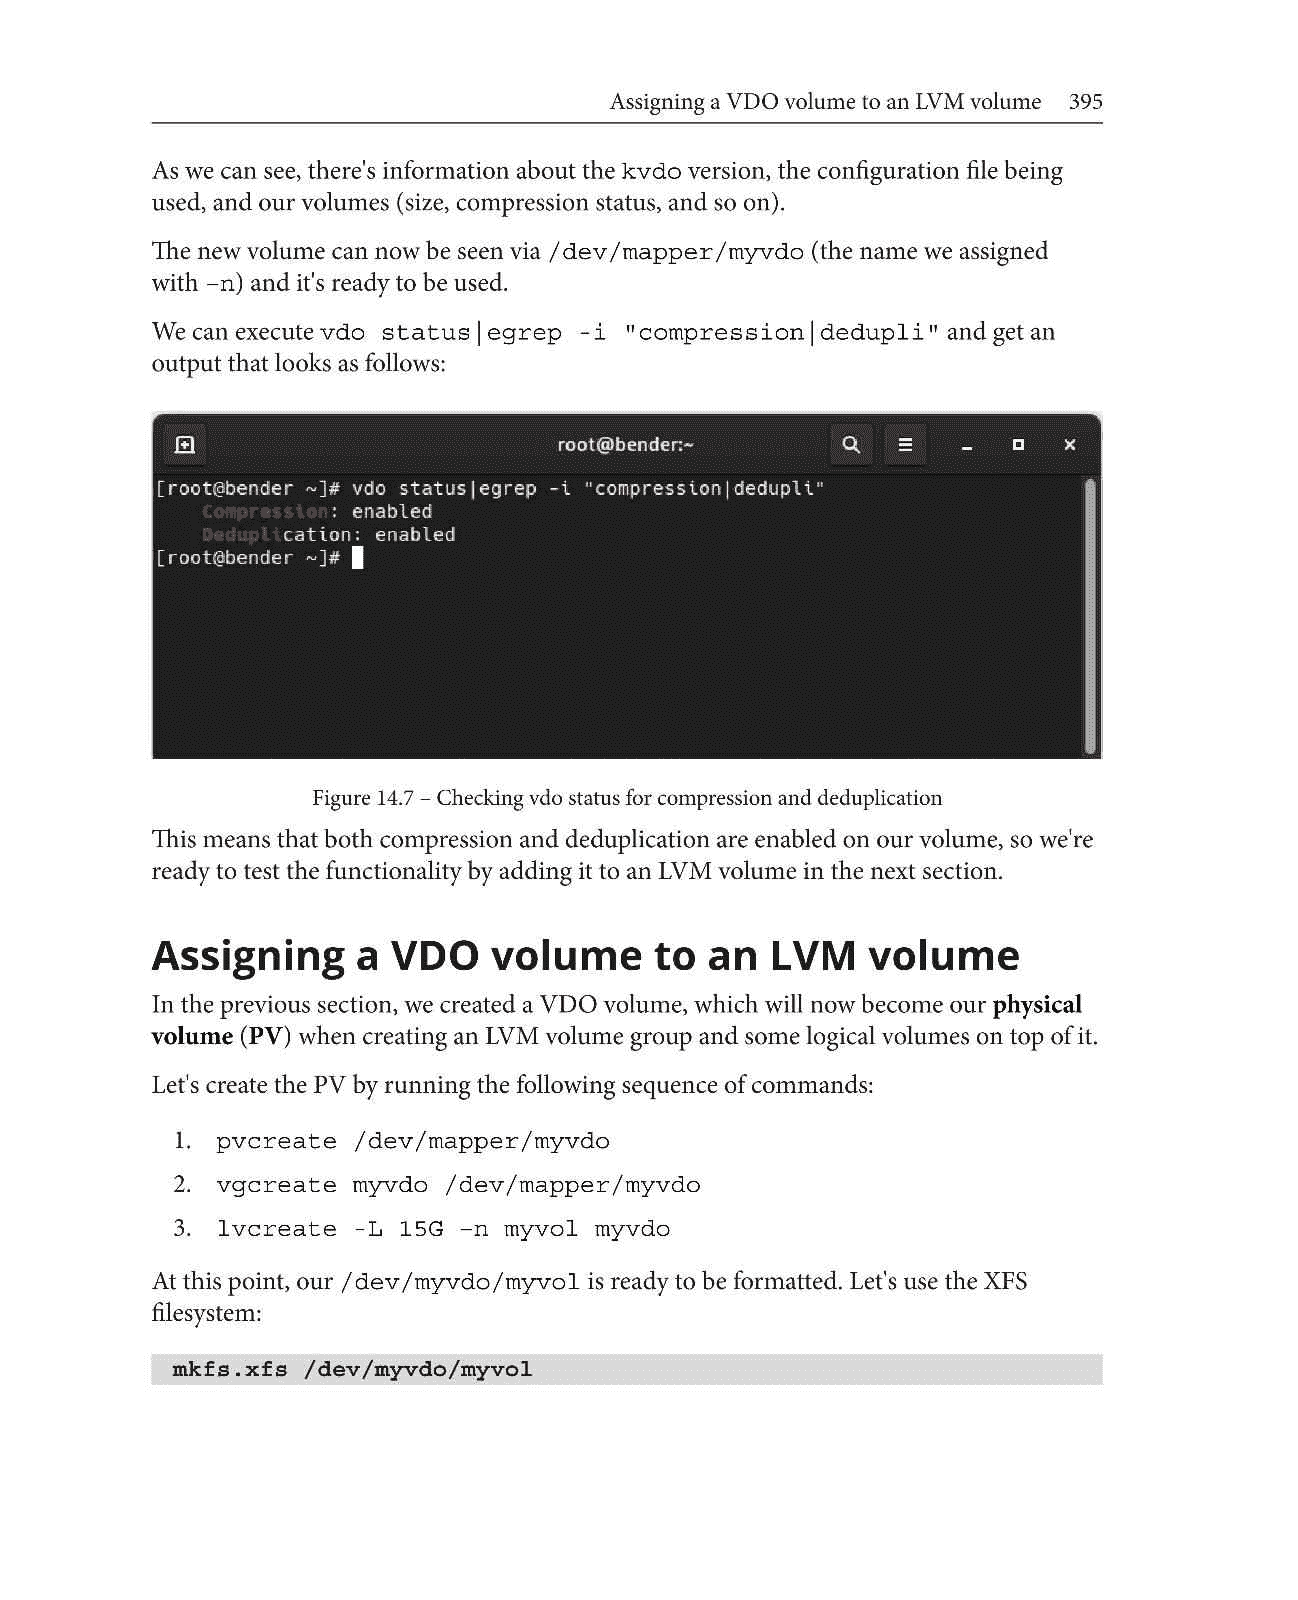 Assigning a VDO volume to an LVM volume 395
As we can see, there's information about the kvdo version, the configuration file being
used, and our volumes (size, compression status, and so on).
The new volume can now be seen via /dev/mapper/myvdo (the name we assigned
with –n) and it's ready to be used.
We can execute vdo status|egrep -i "compression|dedupli" and get an
output that looks as follows:
root@bender:~
[root@bender ~]# vdo status|egrep -i "compression|dedupli"
Compression: enabled
Deduplication: enabled
[root@bender ~]#
Figure 14.7 – Checking vdo status for compression and deduplication
This means that both compression and deduplication are enabled on our volume, so we're
ready to test the functionality by adding it to an LVM volume in the next section.
Assigning a VDO volume to an LVM volume
In the previous section, we created a VDO volume, which will now become our physical
volume (PV) when creating an LVM volume group and some logical volumes on top of it.
Let's create the PV by running the following sequence of commands:
1. pvcreate /dev/mapper/myvdo
2. vgcreate myvdo /dev/mapper/myvdo
3. lvcreate -L 15G –n myvol myvdo
At this point, our /dev/myvdo/myvol is ready to be formatted. Let's use the XFS
filesystem:
mkfs.xfs /dev/myvdo/myvol